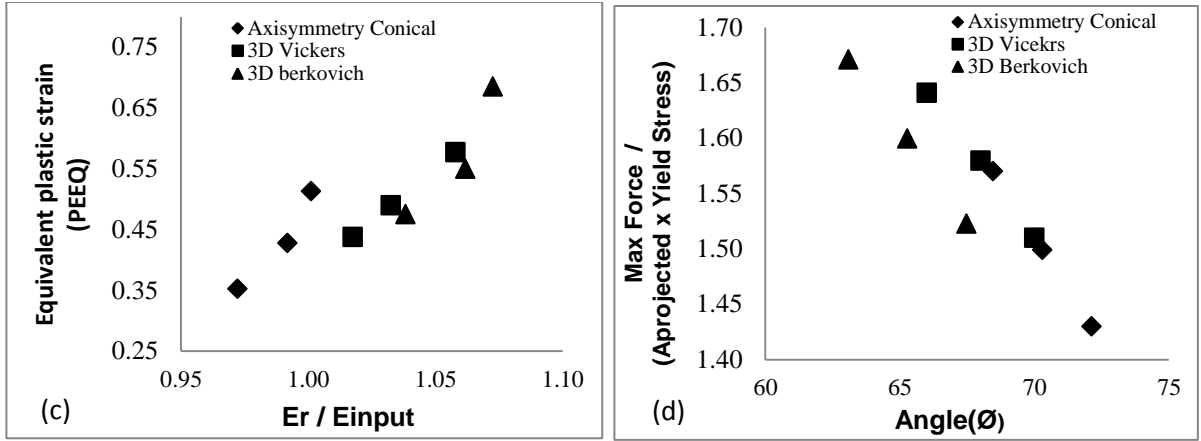 Equivalent plastic strain
(PEEQ)
0.75
0.65
0.55
0.45
0.35
0.25
Axisymmetry Conical
3D Vickers
3D berkovich
0.95
1.00
1.05
1.10
(c)
Er / Einput
Max Force /
(Aprojected x Yield Stress)
1.70
1.65
1.60
1.55
1.50
1.45
1.40
Axisymmetry Conical
3D Vicekrs
3D Berkovich
60
65
70
75
(d)
Angle(Ø)